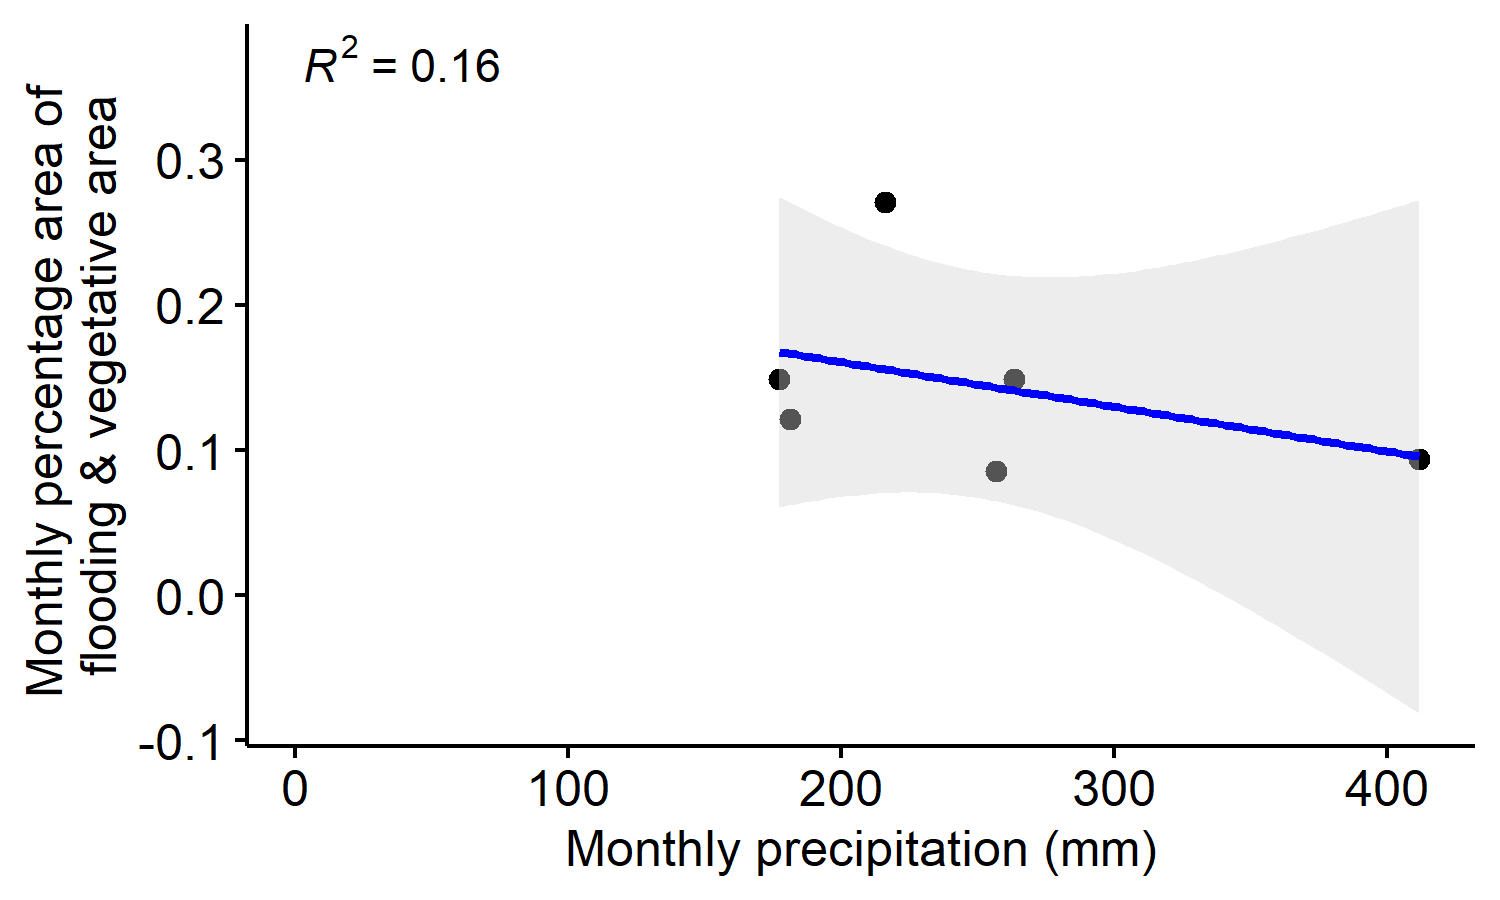 R² = 0.16
Monthly percentage area of
flooding & vegetative area
0.3
0.2
0.1
0.0
-0.1
0 100 200 300 400
Monthly precipitation (mm)